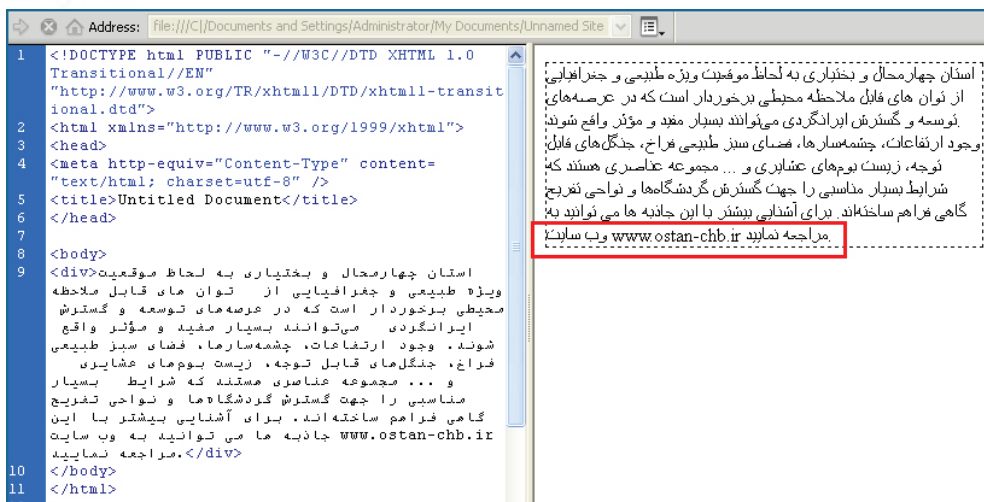 Address: file:///C|/Documents and Settings/Administrator/My Documents/Unnamed Site
1 <!DOCTYPE html PUBLIC "-//W3C//DTD XHTML 1.0
Transitional//EN"
"http://www.w3.org/TR/xhtml1/DTD/xhtml1-transit
ional.dtd">
2 <html xmlns="http://www.w3.org/1999/xhtml">
3 <head>
4 <meta http-equiv="Content-Type" content=
"text/html; charset=utf-8" />
5 <title>Untitled Document</title>
6 </head>
7
8 <body>
9 <div>استان چهارمحال و بختیاری به لحاظ موقعیت
ویژه طبیعی و جغرافیایی از توان های قابل ملاحظه
محیطی برخوردار است که در عرصه‌های توسعه و گسترش
ایرانگردی می‌توانند بسیار مفید و مؤثر واقع
شوند. وجود ارتفاعات، چشمه‌سارها، فضای سبز طبیعی
فراخ، جنگل‌های قابل توجه، زیست بوم‌های عشایری
و ... مجموعه عناصری هستند که شرایط بسیار
مناسبی را جهت گسترش گردشگاه‌ها و نواحی تفریح
گاهی فراهم ساخته‌اند. برای آشنایی بیشتر با این
جاذبه ها می توانید به وب سایت www.ostan-chb.ir
مراجعه نمایید.</div>
10 </body>
11 </html>
استان چهارمحال و بختیاری به لحاظ موقعیت ویژه طبیعی و جغرافیایی
از توان های قابل ملاحظه محیطی برخوردار است که در عرصه‌های
توسعه و گسترش ایرانگردی می‌توانند بسیار مفید و مؤثر واقع شوند.
وجود ارتفاعات، چشمه‌سارها، فضای سبز طبیعی فراخ، جنگل‌های قابل
توجه، زیست بوم‌های عشایری و ... مجموعه عناصری هستند که
شرایط بسیار مناسبی را جهت گسترش گردشگاه‌ها و نواحی تفریح
گاهی فراهم ساخته‌اند. برای آشنایی بیشتر با این جاذبه ها می توانید به
وب سایت www.ostan-chb.ir مراجعه نمایید.